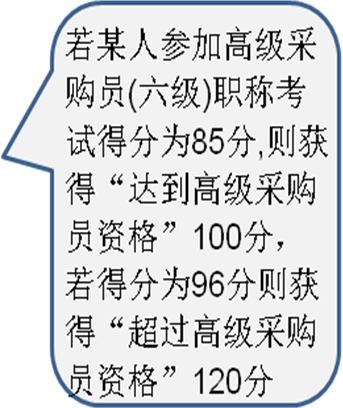 若某人参加高级采
购员(六级)职称考
试得分为85分,则获
得“达到高级采购
员资格”100分，
若得分为96分则获
得“超过高级采购
员资格”120分